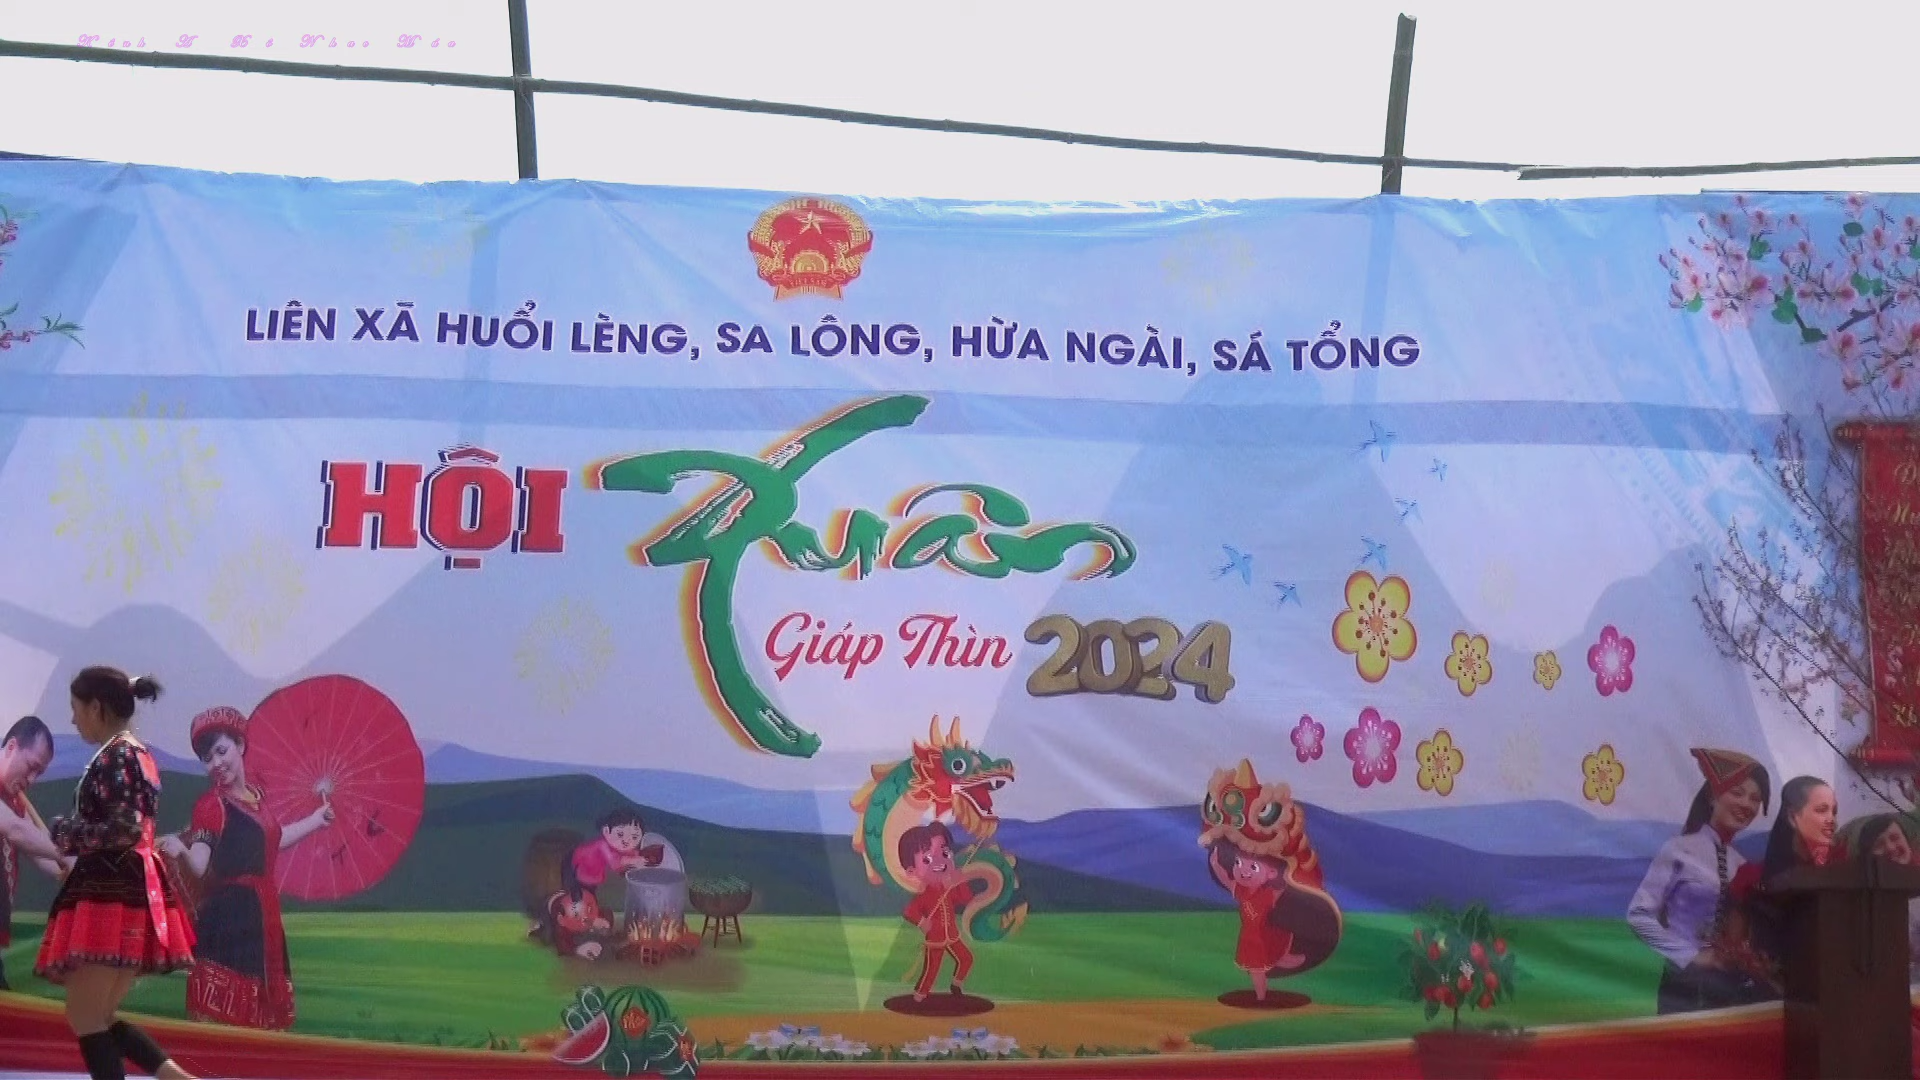 LIÊN XÃ HUỔI LÈNG, SA LÔNG, HỪA NGÀI, SÁ TỔNG
HỘI Xuân
Giáp Thìn 2024